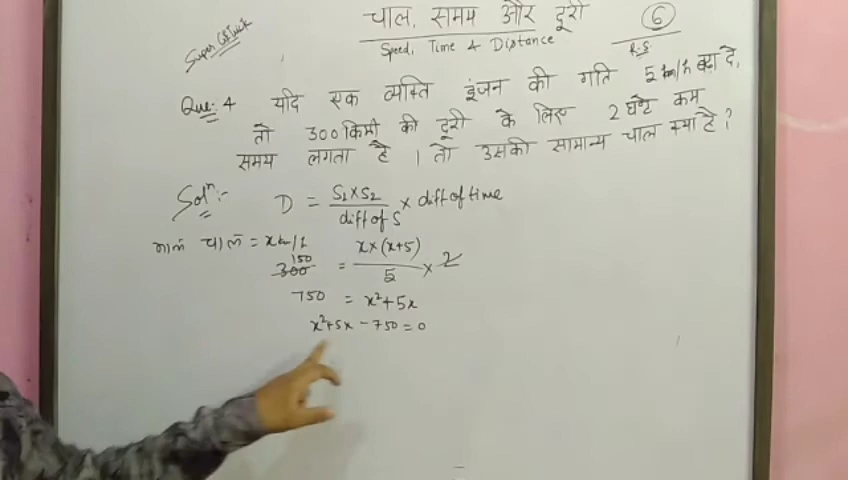 चाल, समय और दूरी
Speed, Time & Distance
6
R.S
Que: 4 यदि एक व्यक्ति इंजन की गति 5 km/h बढ़ा दे,
तो 300 किमी की दूरी के लिए 2 घण्टे कम
समय लगता है । तो उसकी सामान्य चाल क्या है ?
Solⁿ:- D = S₁×S₂ / diff of S × diff of time
माना चाल = x km/h
150
300 = x×(x+5) / 5 × 2
750 = x²+5x
x²+5x - 750 = 0